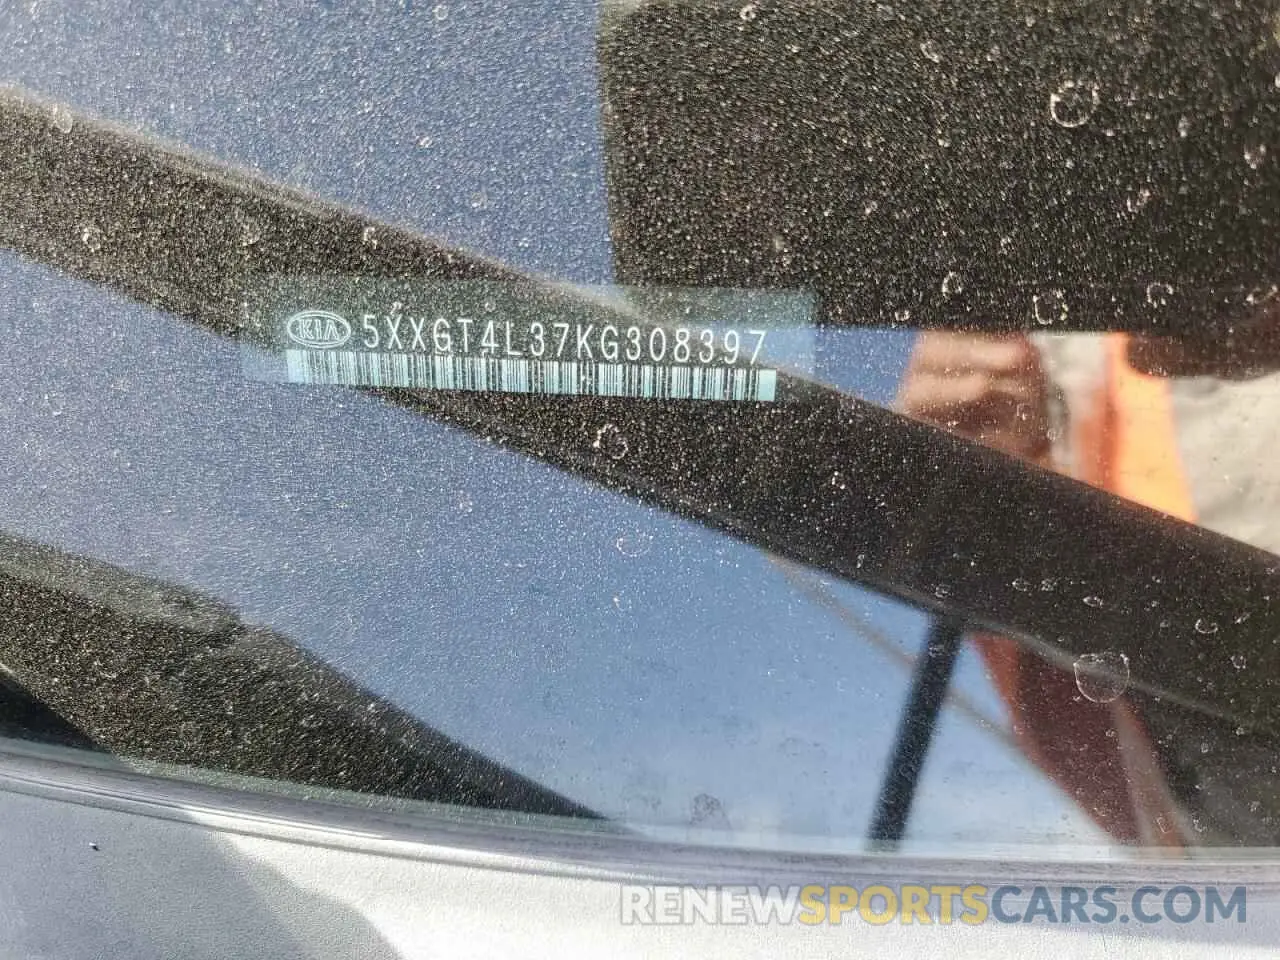 KIA 5XXGT4L37KG308397
RENEWSPORTSCARS.COM